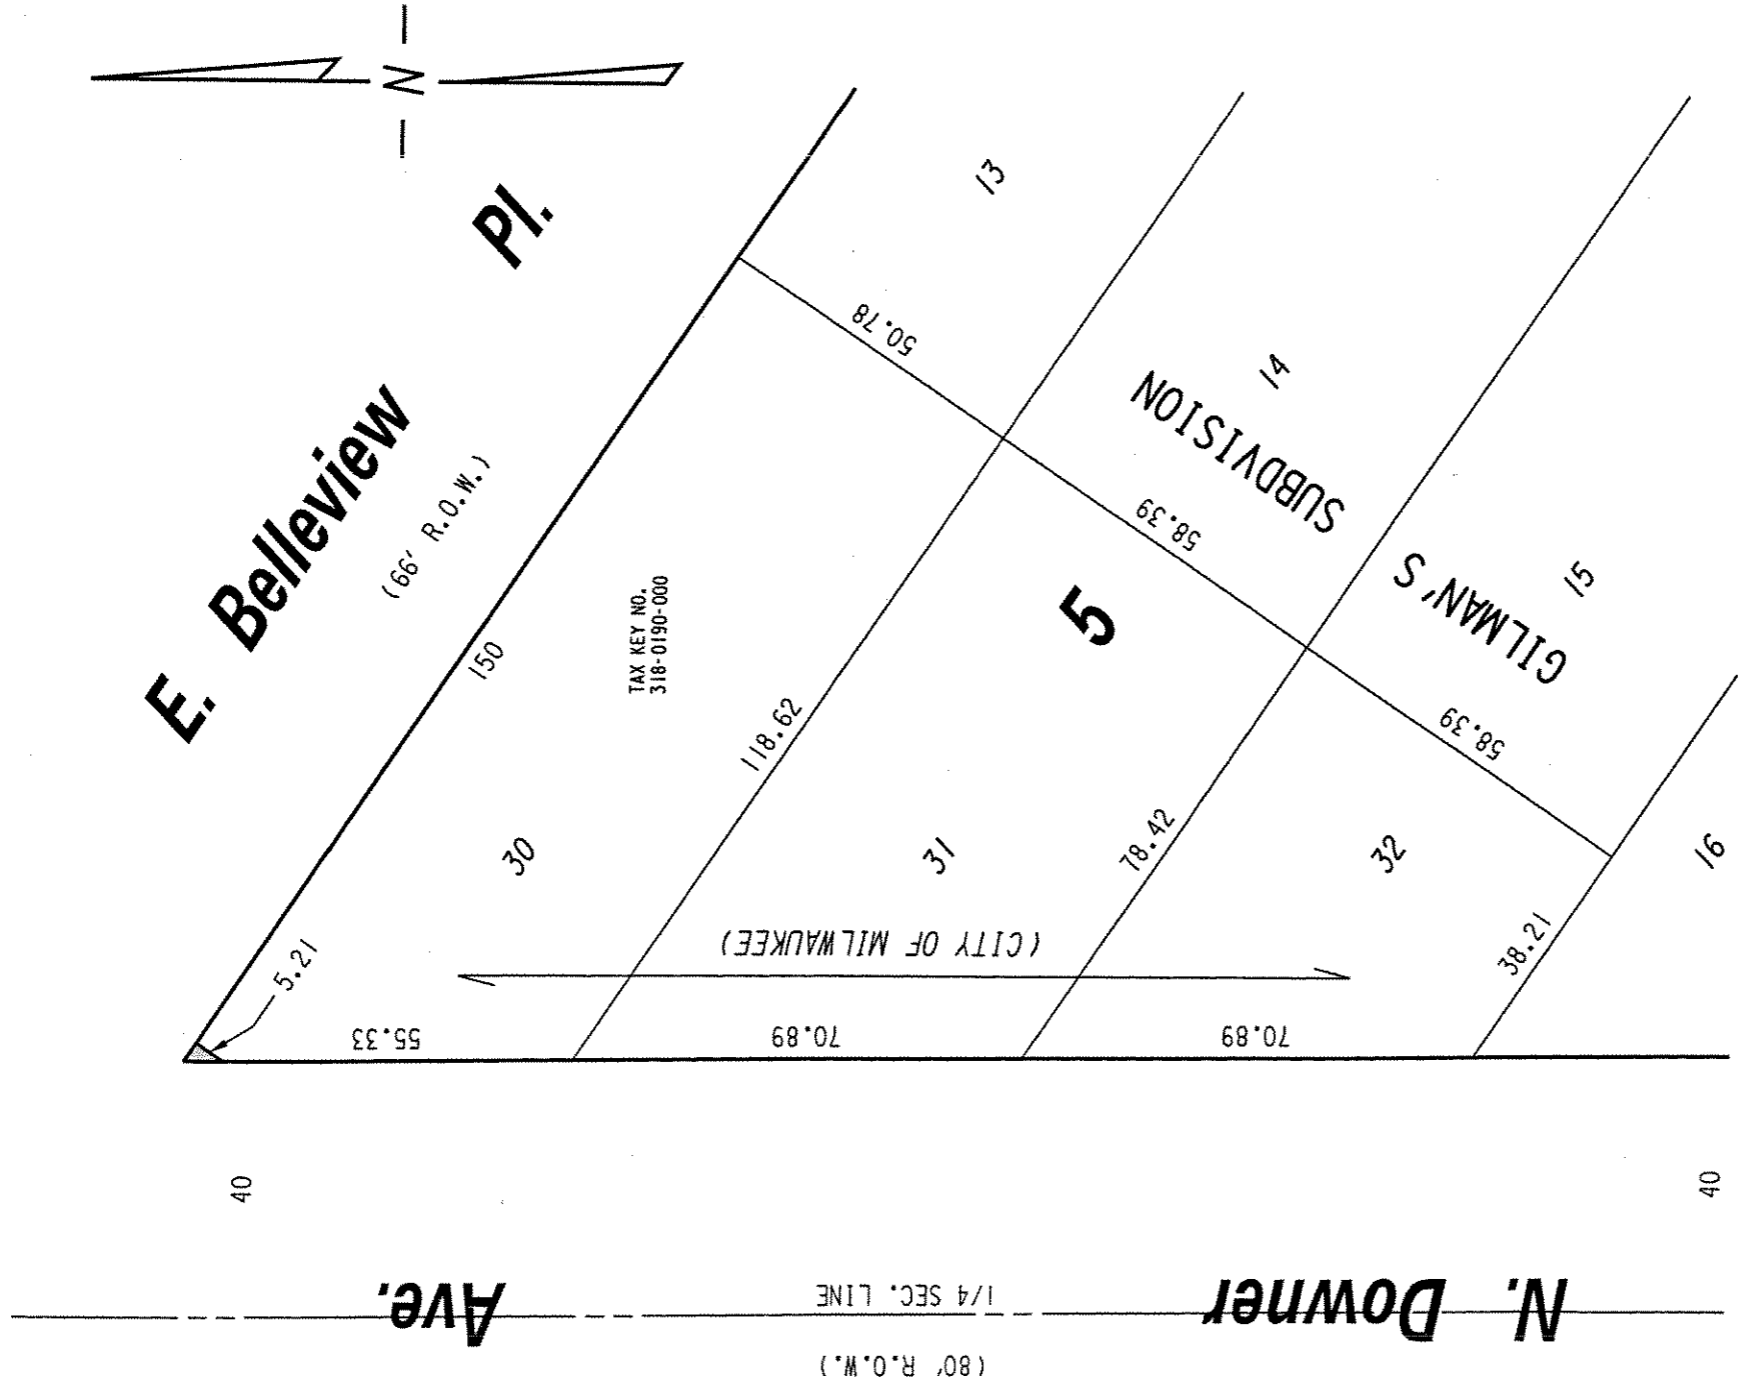 N
E. Belleview Pl.
(66' R.O.W.)
150
5.21
TAX KEY NO.
318-0190-000
13
50.78
14
58.39
GILMAN'S SUBDVISION
5
15
58.39
118.62
78.42
38.21
30
31
32
16
(CITY OF MILWAUKEE)
55.33
70.89
70.89
40
40
N. Downer Ave.
1/4 SEC. LINE
(80' R.O.W.)